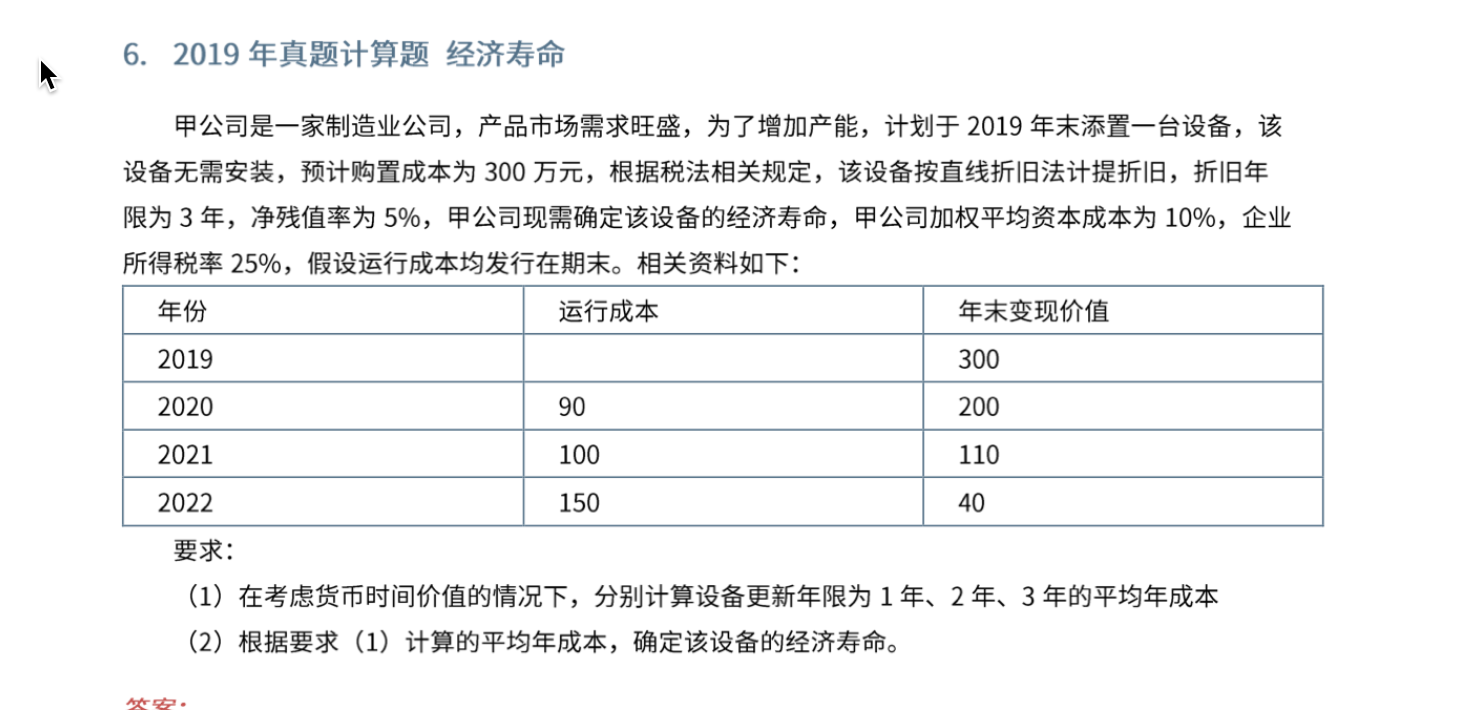 6. 2019 年真题计算题 经济寿命
甲公司是一家制造业公司，产品市场需求旺盛，为了增加产能，计划于 2019 年末添置一台设备，该
设备无需安装，预计购置成本为 300 万元，根据税法相关规定，该设备按直线折旧法计提折旧，折旧年
限为 3 年，净残值率为 5%，甲公司现需确定该设备的经济寿命，甲公司加权平均资本成本为 10%，企业
所得税率 25%，假设运行成本均发行在期末。相关资料如下：
年份 运行成本 年末变现价值
2019 300
2020 90 200
2021 100 110
2022 150 40
要求：
（1）在考虑货币时间价值的情况下，分别计算设备更新年限为 1 年、2 年、3 年的平均年成本
（2）根据要求（1）计算的平均年成本，确定该设备的经济寿命。
答案：